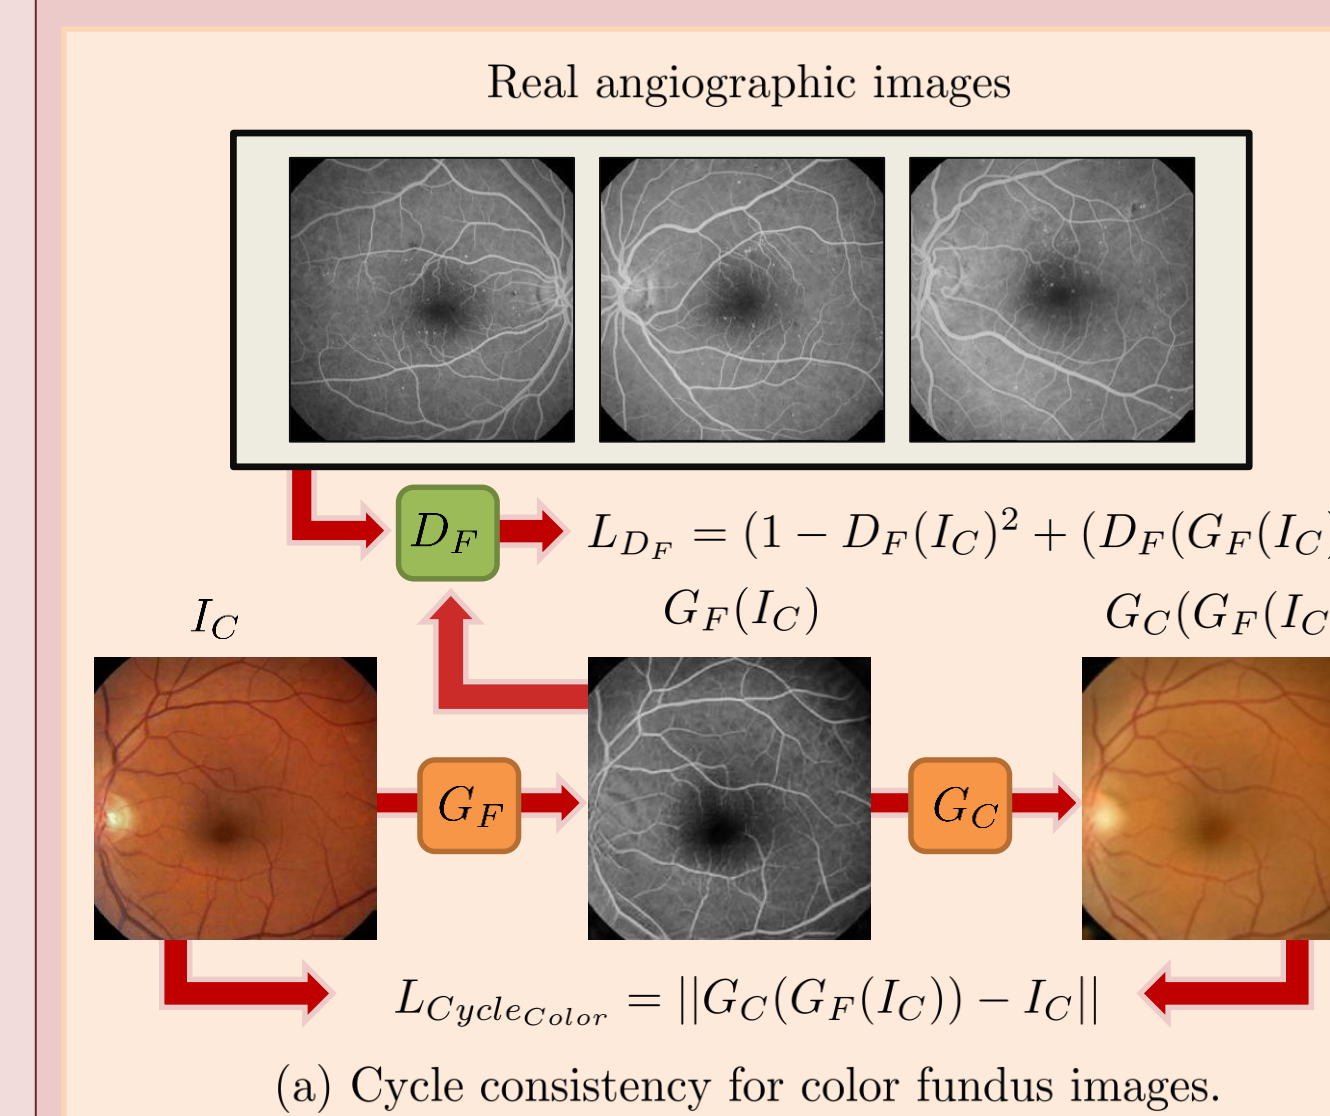 Real angiographic images
D_F
L_{D_F} = (1 − D_F(I_C)^2 + (D_F(G_F(I_C)
I_C
G_F(I_C)
G_C(G_F(I_C
G_F
G_C
L_{Cycle_{Color}} = ||G_C(G_F(I_C)) − I_C||
(a) Cycle consistency for color fundus images.